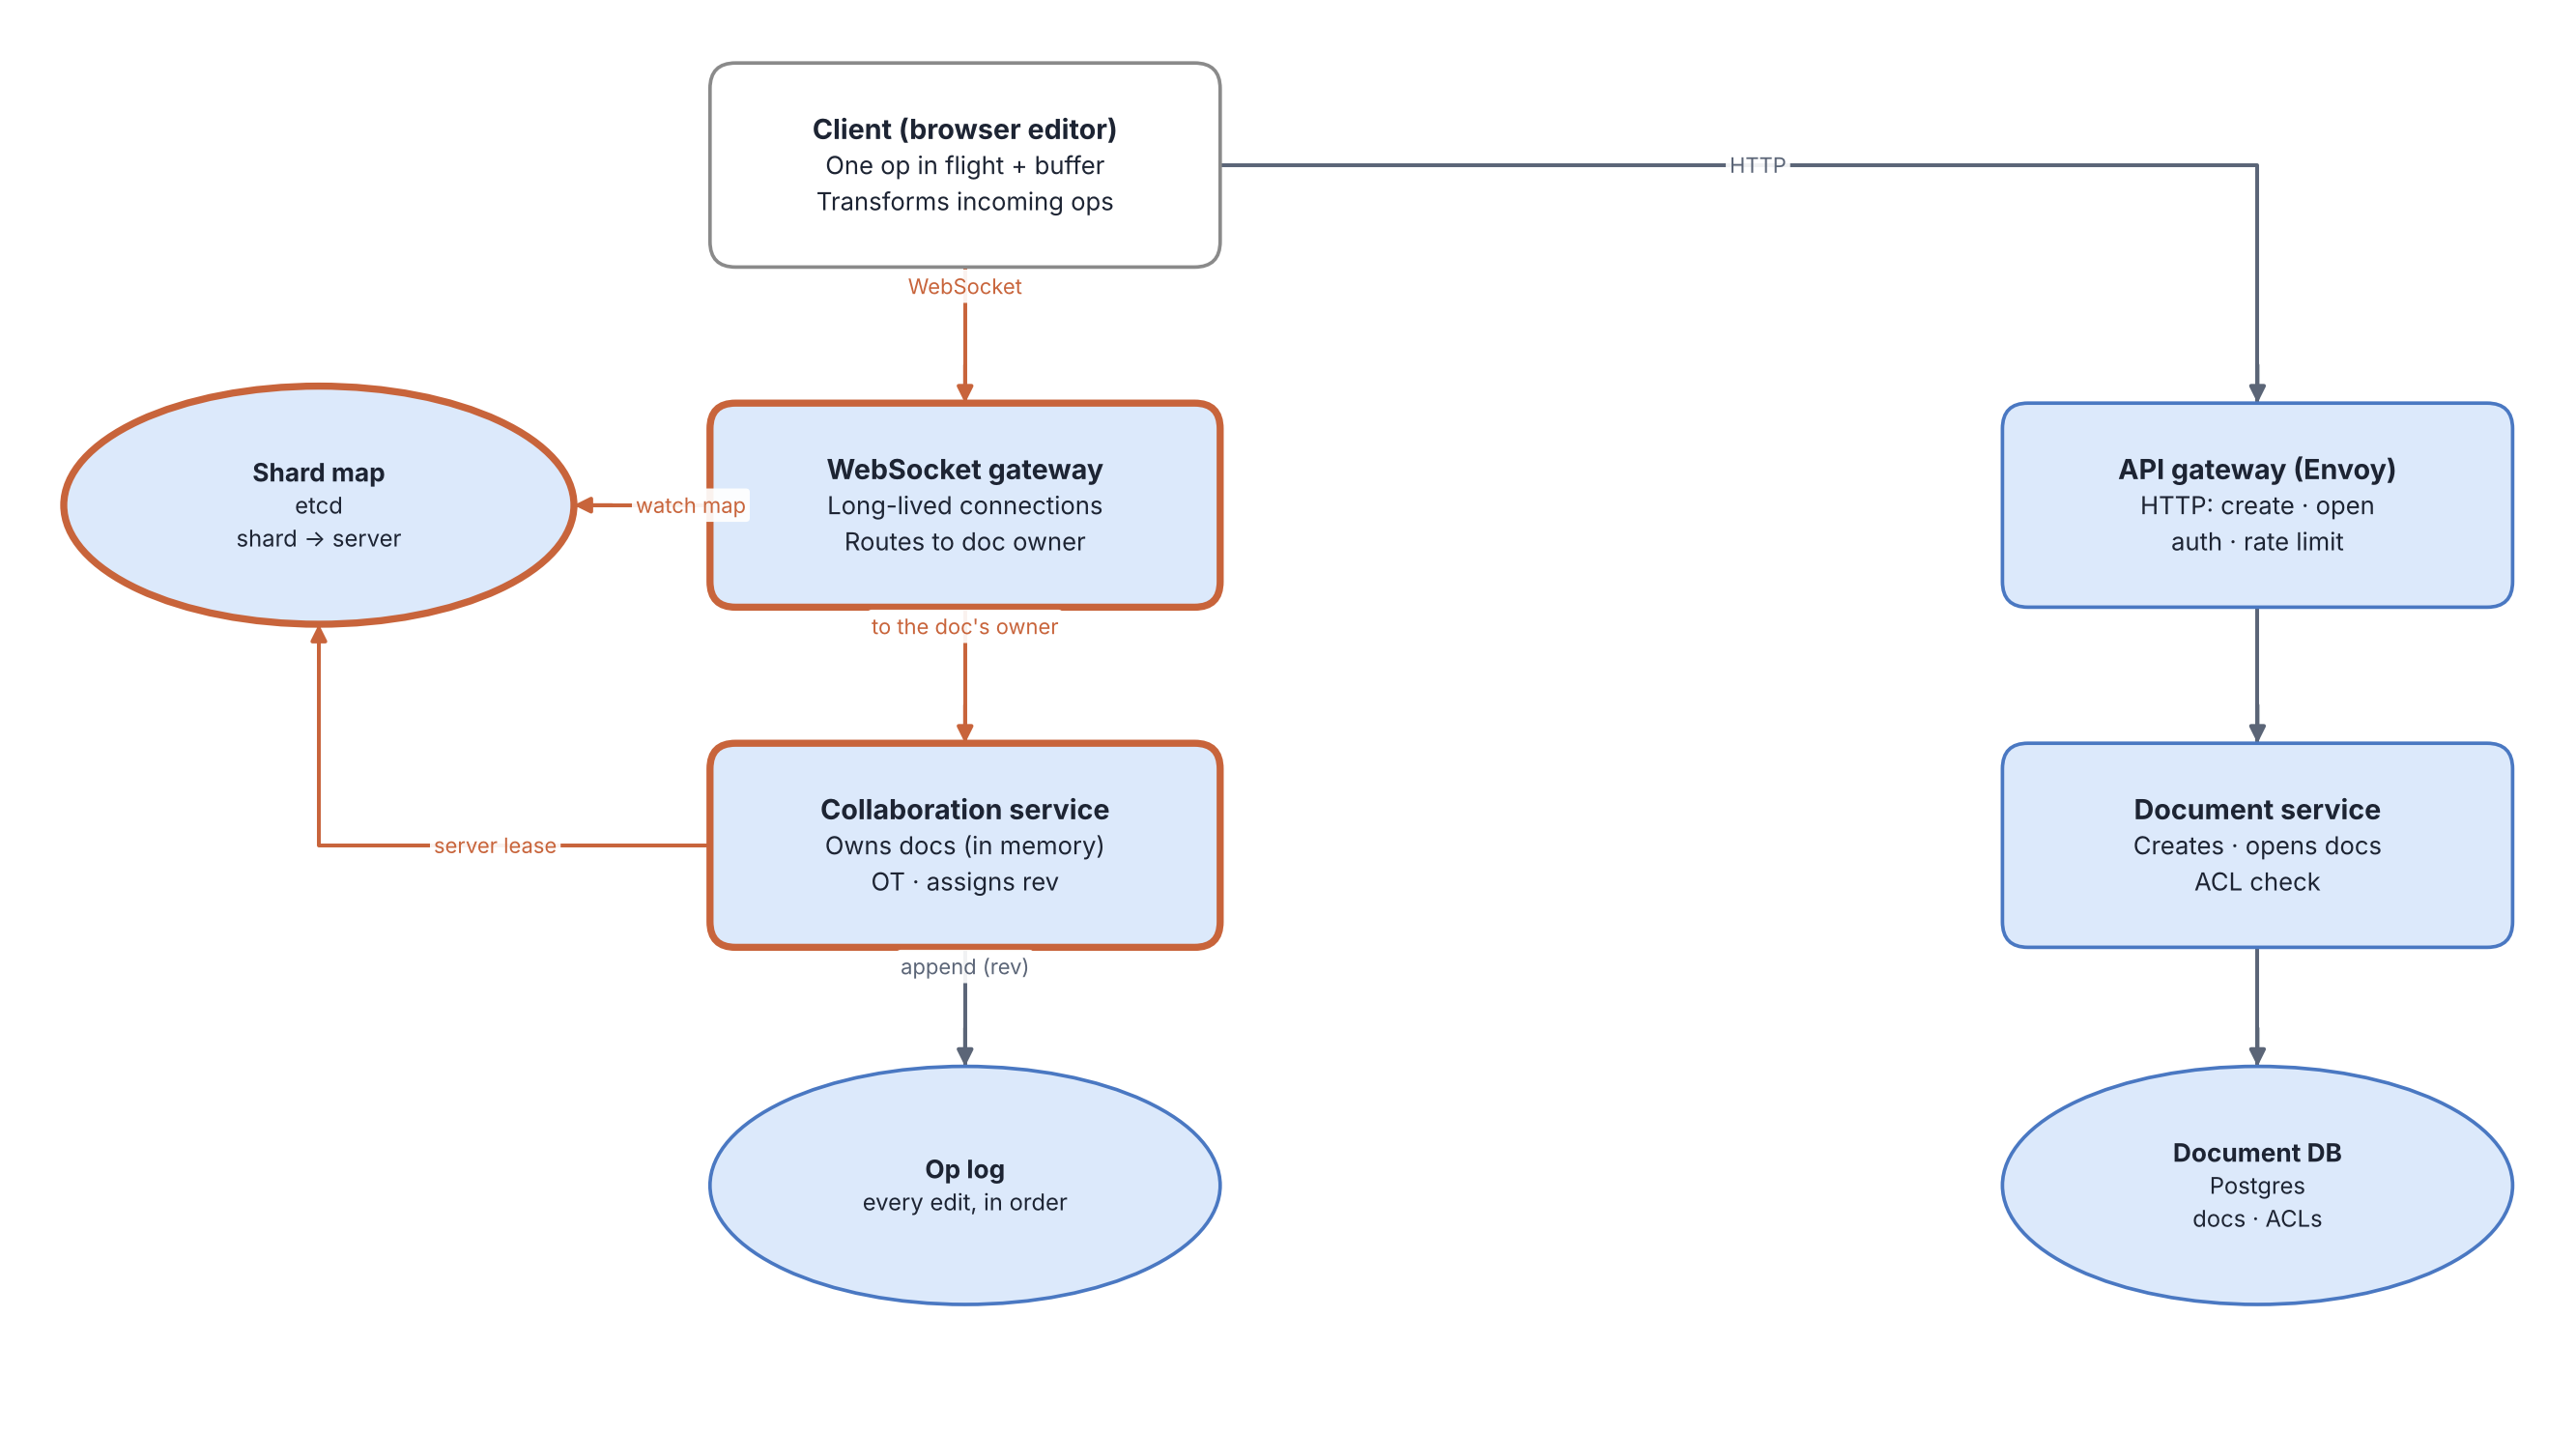 Client (browser editor)
One op in flight + buffer
Transforms incoming ops
HTTP
WebSocket
Shard map
etcd
shard → server
watch map
WebSocket gateway
Long-lived connections
Routes to doc owner
API gateway (Envoy)
HTTP: create · open
auth · rate limit
to the doc's owner
server lease
Collaboration service
Owns docs (in memory)
OT · assigns rev
Document service
Creates · opens docs
ACL check
append (rev)
Op log
every edit, in order
Document DB
Postgres
docs · ACLs